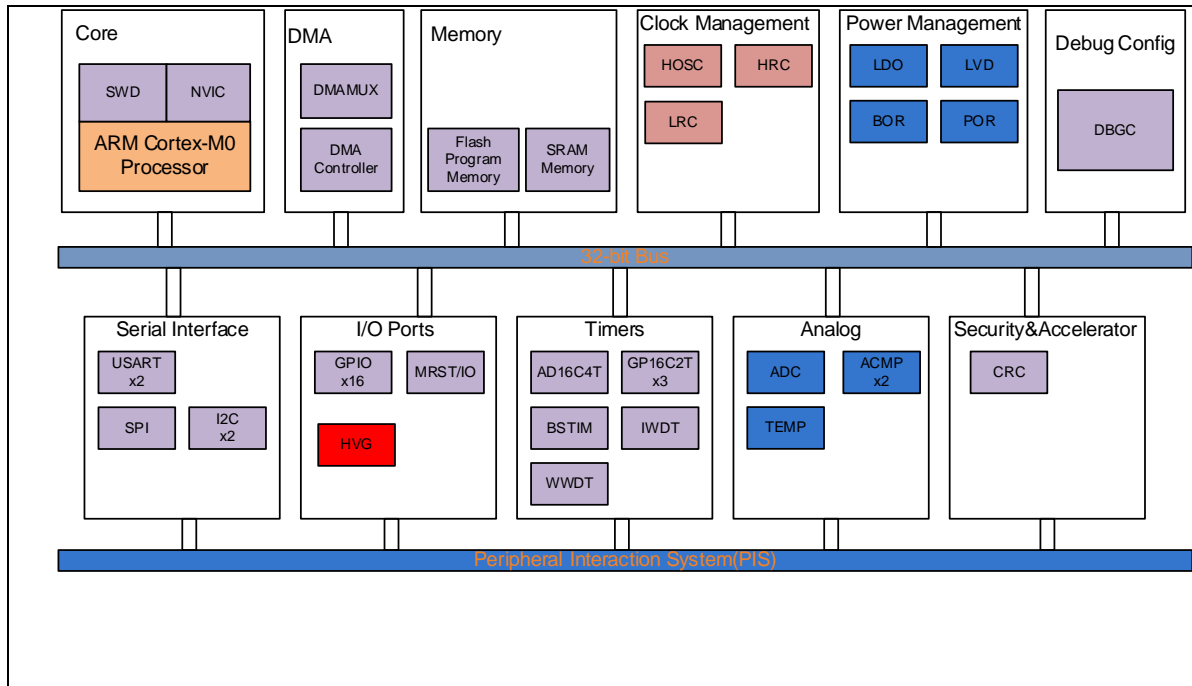 Core
SWD
NVIC
ARM Cortex-M0
Processor
DMA
DMAMUX
DMA
Controller
Memory
Flash
Program
Memory
SRAM
Memory
Clock Management
HOSC
HRC
LRC
Power Management
LDO
LVD
BOR
POR
Debug Config
DBGC
32-bit Bus
Serial Interface
USART
x2
SPI
I2C
x2
I/O Ports
GPIO
x16
MRST/IO
HVG
Timers
AD16C4T
GP16C2T
x3
BSTIM
IWDT
WWDT
Analog
ADC
ACMP
x2
TEMP
Security&Accelerator
CRC
Peripheral Interaction System(PIS)